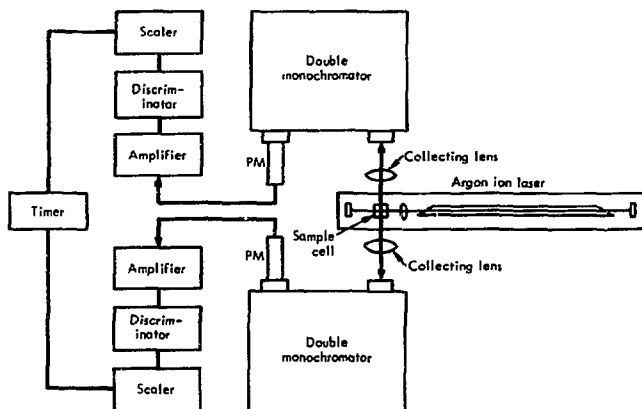 Scaler
Discrim-
inator
Amplifier
Timer
Amplifier
Discrim-
inator
Scaler
Double
monochromator
PM
Collecting lens
Argon ion laser
Sample
cell
PM
Collecting lens
Double
monochromator